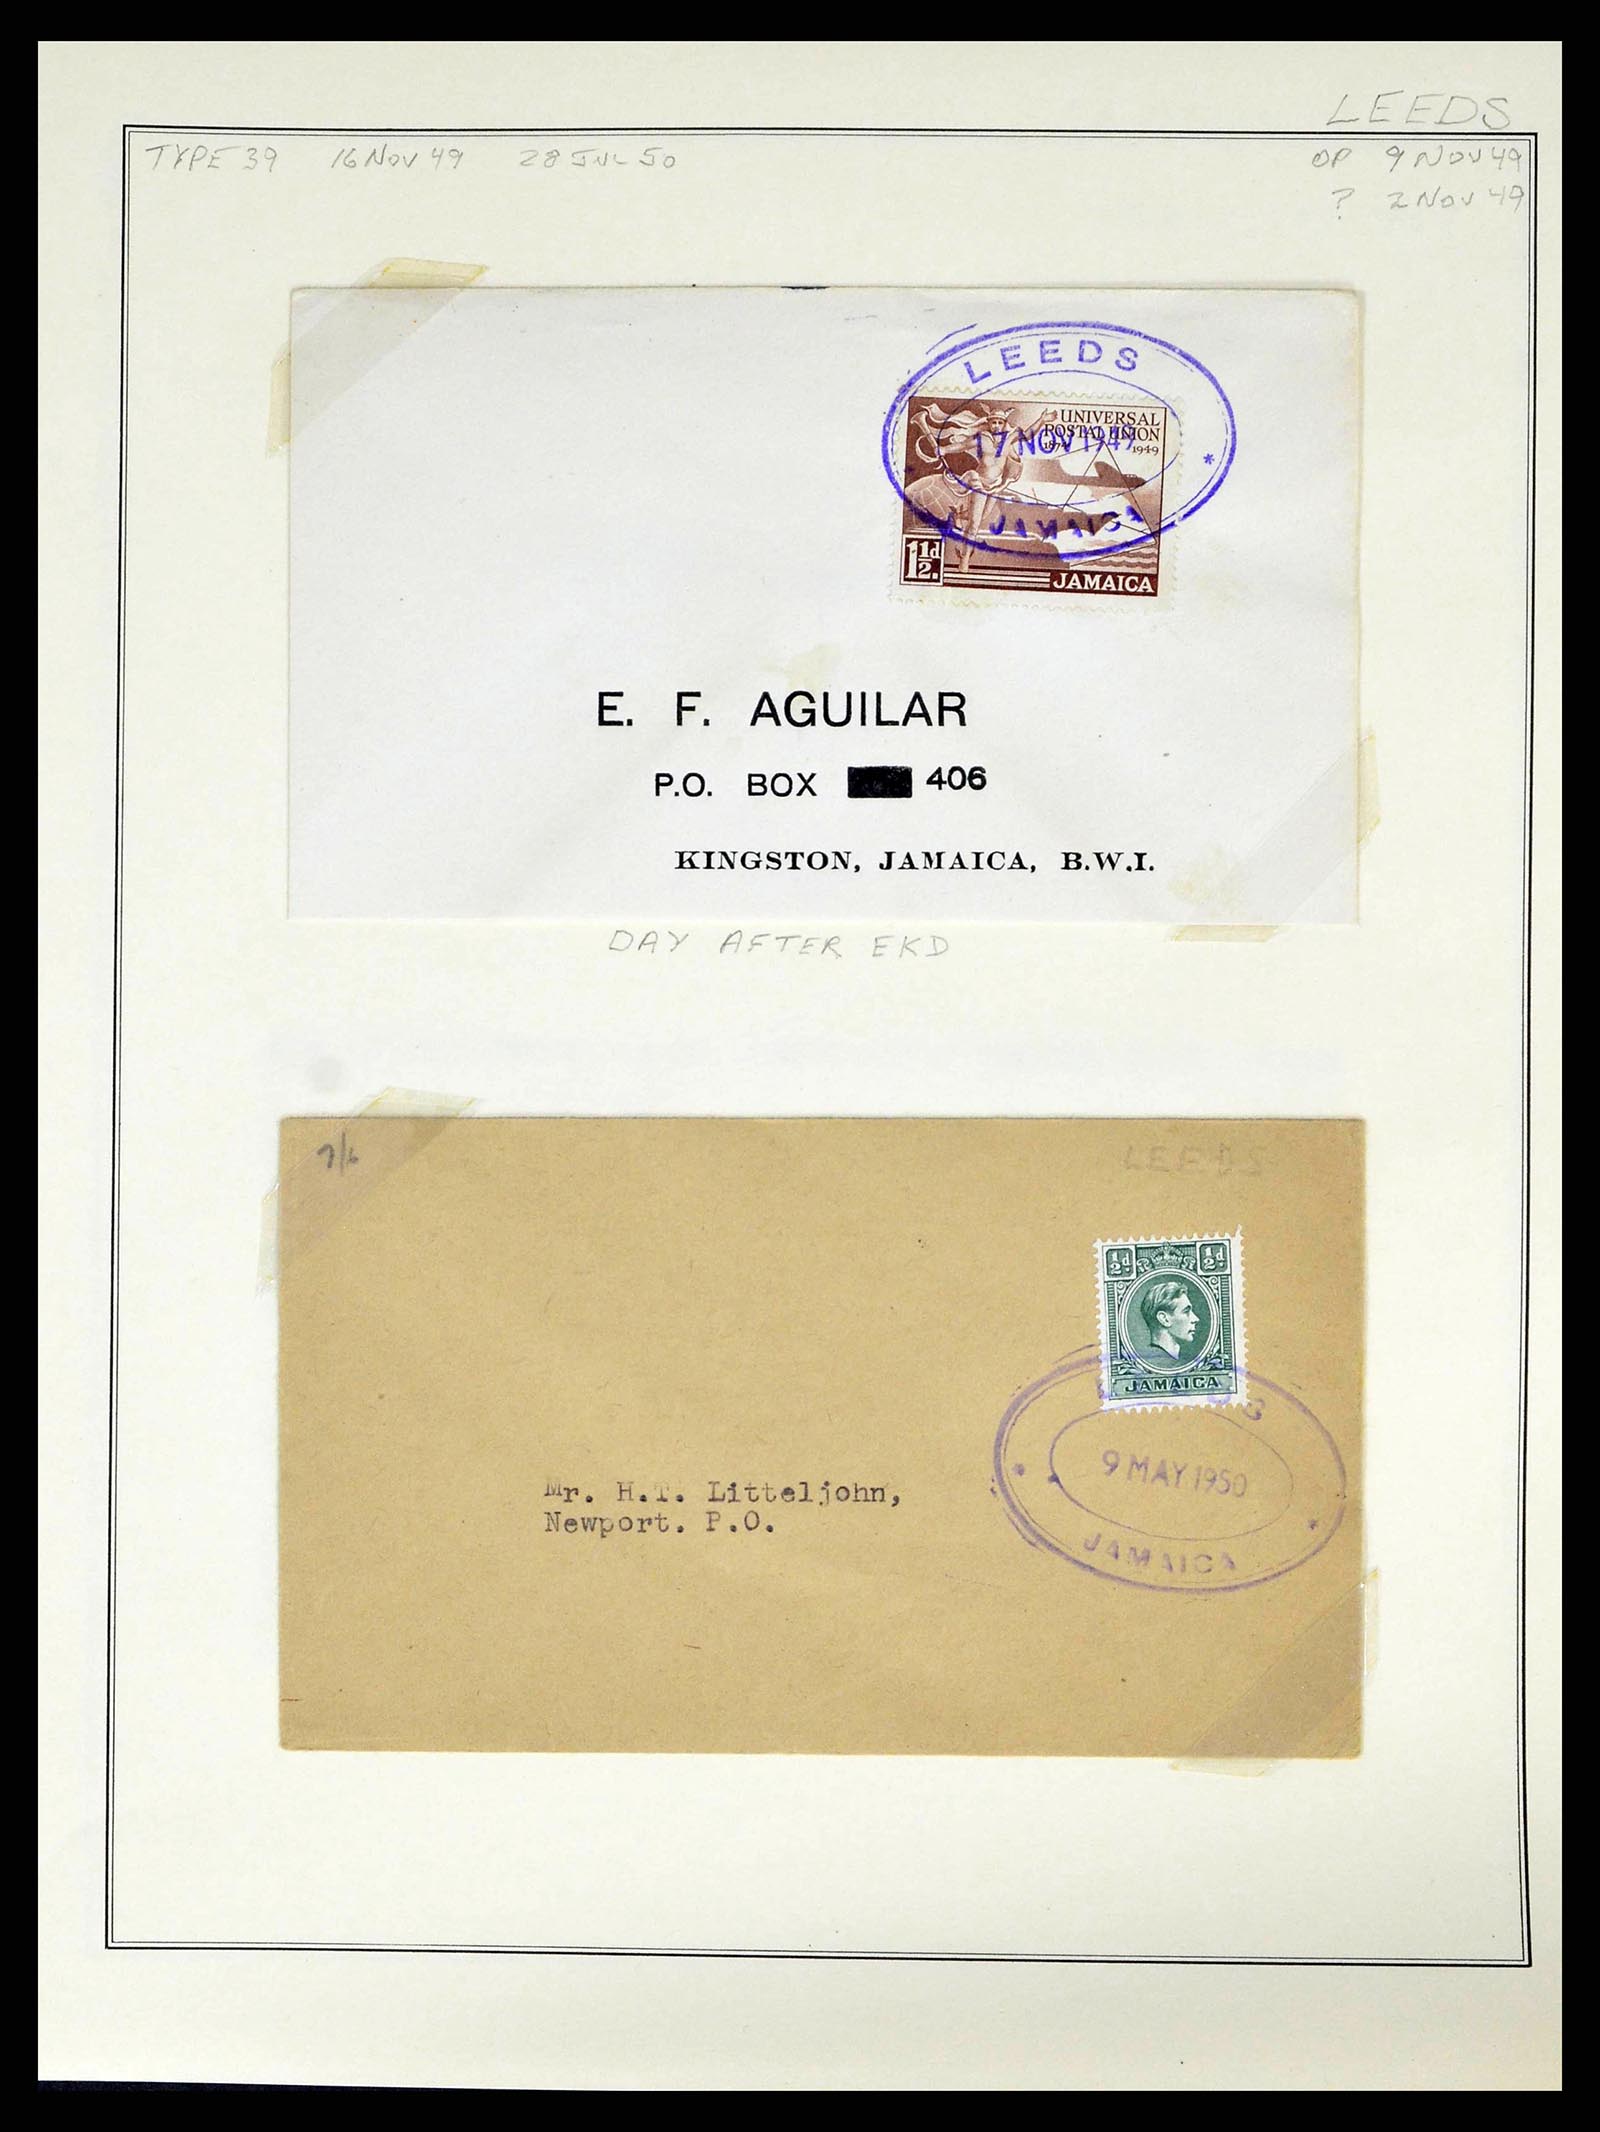 LEEDS
TYPE 39 16 NOV 49 28 JUL 50 OP 9 NOV 49
? 2 NOV 49
LEEDS
UNIVERSAL
POSTAL UNION
1874 1949
17 NOV 1949
JAMAICA
1½d.
JAMAICA
E. F. AGUILAR
P.O. BOX 406
KINGSTON, JAMAICA, B.W.I.
DAY AFTER EKD
7/6 LEEDS
½d ½d
JAMAICA
LEEDS
9 MAY 1950
JAMAICA
Mr. H.T. Litteljohn,
Newport. P.O.